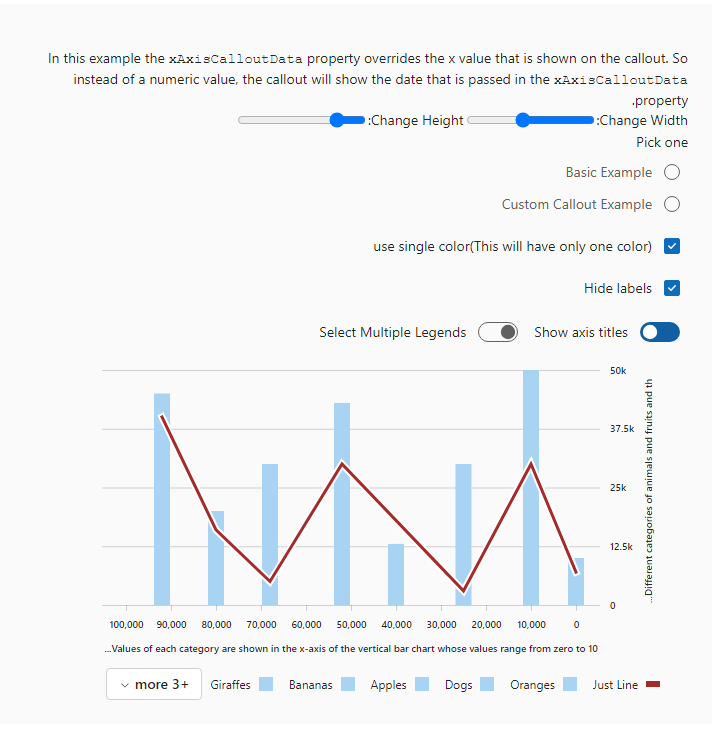 In this example the xAxisCalloutData property overrides the x value that is shown on the callout. So
instead of a numeric value, the callout will show the date that is passed in the xAxisCalloutData
.property
:Change Width :Change Height
Pick one
Basic Example
Custom Callout Example
use single color(This will have only one color)
Hide labels
Show axis titles Select Multiple Legends
50k
37.5k
25k
12.5k
0
...Different categories of animals and fruits and th
100,000 90,000 80,000 70,000 60,000 50,000 40,000 30,000 20,000 10,000 0
...Values of each category are shown in the x-axis of the vertical bar chart whose values range from zero to 10
Just Line Oranges Dogs Apples Bananas Giraffes more 3+